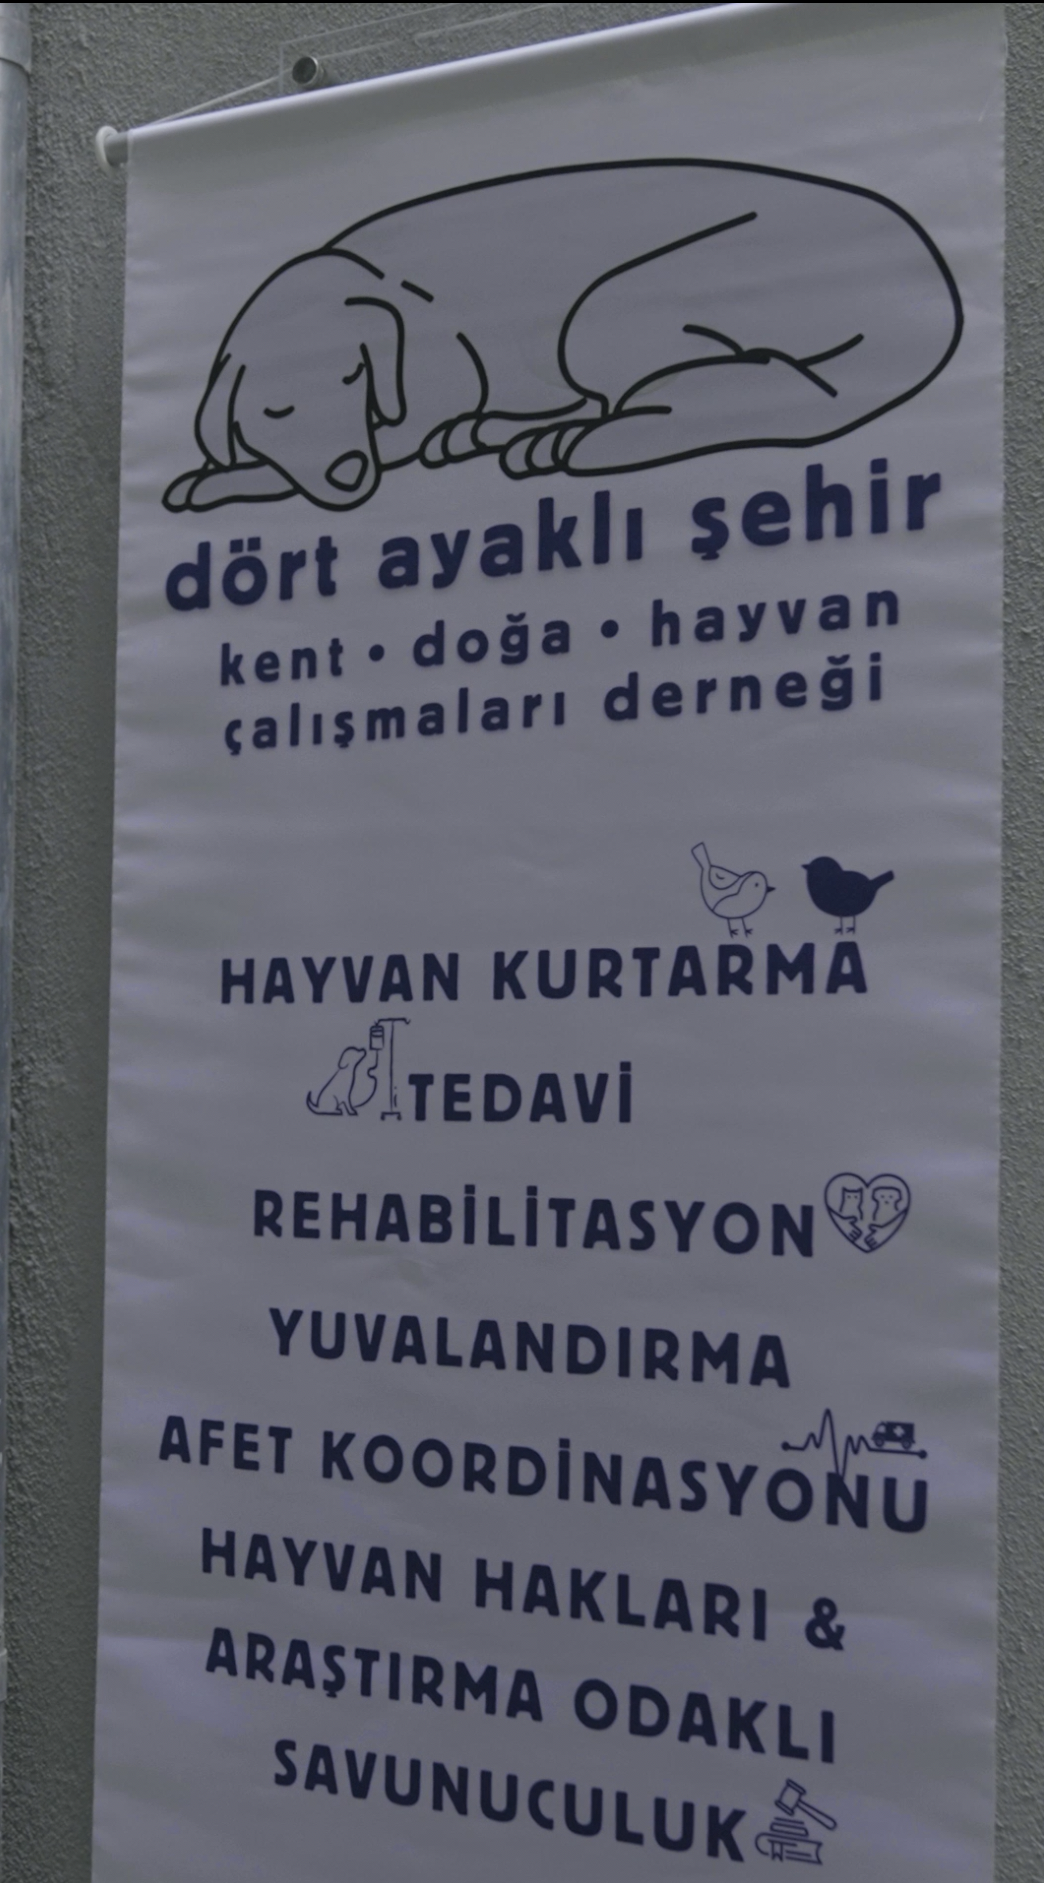 dört ayaklı şehir
kent • doğa • hayvan
çalışmaları derneği
HAYVAN KURTARMA
TEDAVİ
REHABİLİTASYON
YUVALANDIRMA
AFET KOORDİNASYONU
HAYVAN HAKLARI &
ARAŞTIRMA ODAKLI
SAVUNUCULUK